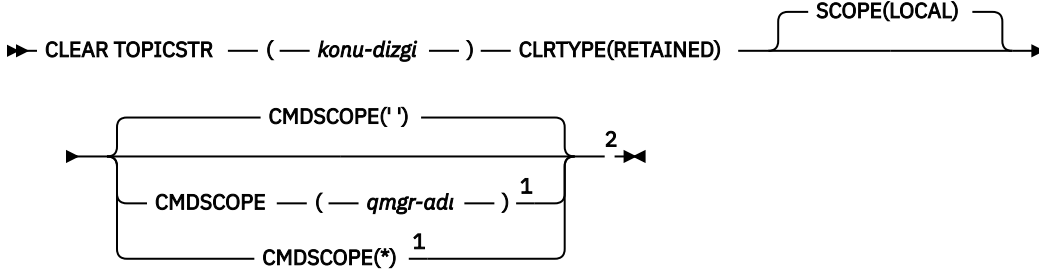 SCOPE(LOCAL)
CLEAR TOPICSTR ( konu-dizgi ) CLRTYPE(RETAINED)
CMDSCOPE(' ')
2
CMDSCOPE ( qmgr-adı ) 1
CMDSCOPE(*) 1